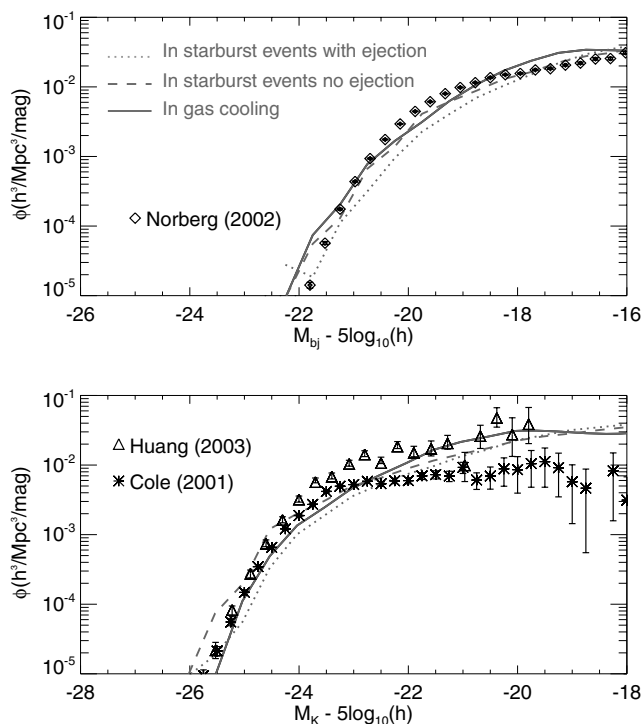 In starburst events with ejection
In starburst events no ejection
In gas cooling
Norberg (2002)
10⁻¹
10⁻²
10⁻³
10⁻⁴
10⁻⁵
ϕ(h³/Mpc³/mag)
-26 -24 -22 -20 -18 -16
M_bj - 5log₁₀(h)
Huang (2003)
Cole (2001)
10⁻¹
10⁻²
10⁻³
10⁻⁴
10⁻⁵
ϕ(h³/Mpc³/mag)
-28 -26 -24 -22 -20 -18
M_K - 5log₁₀(h)